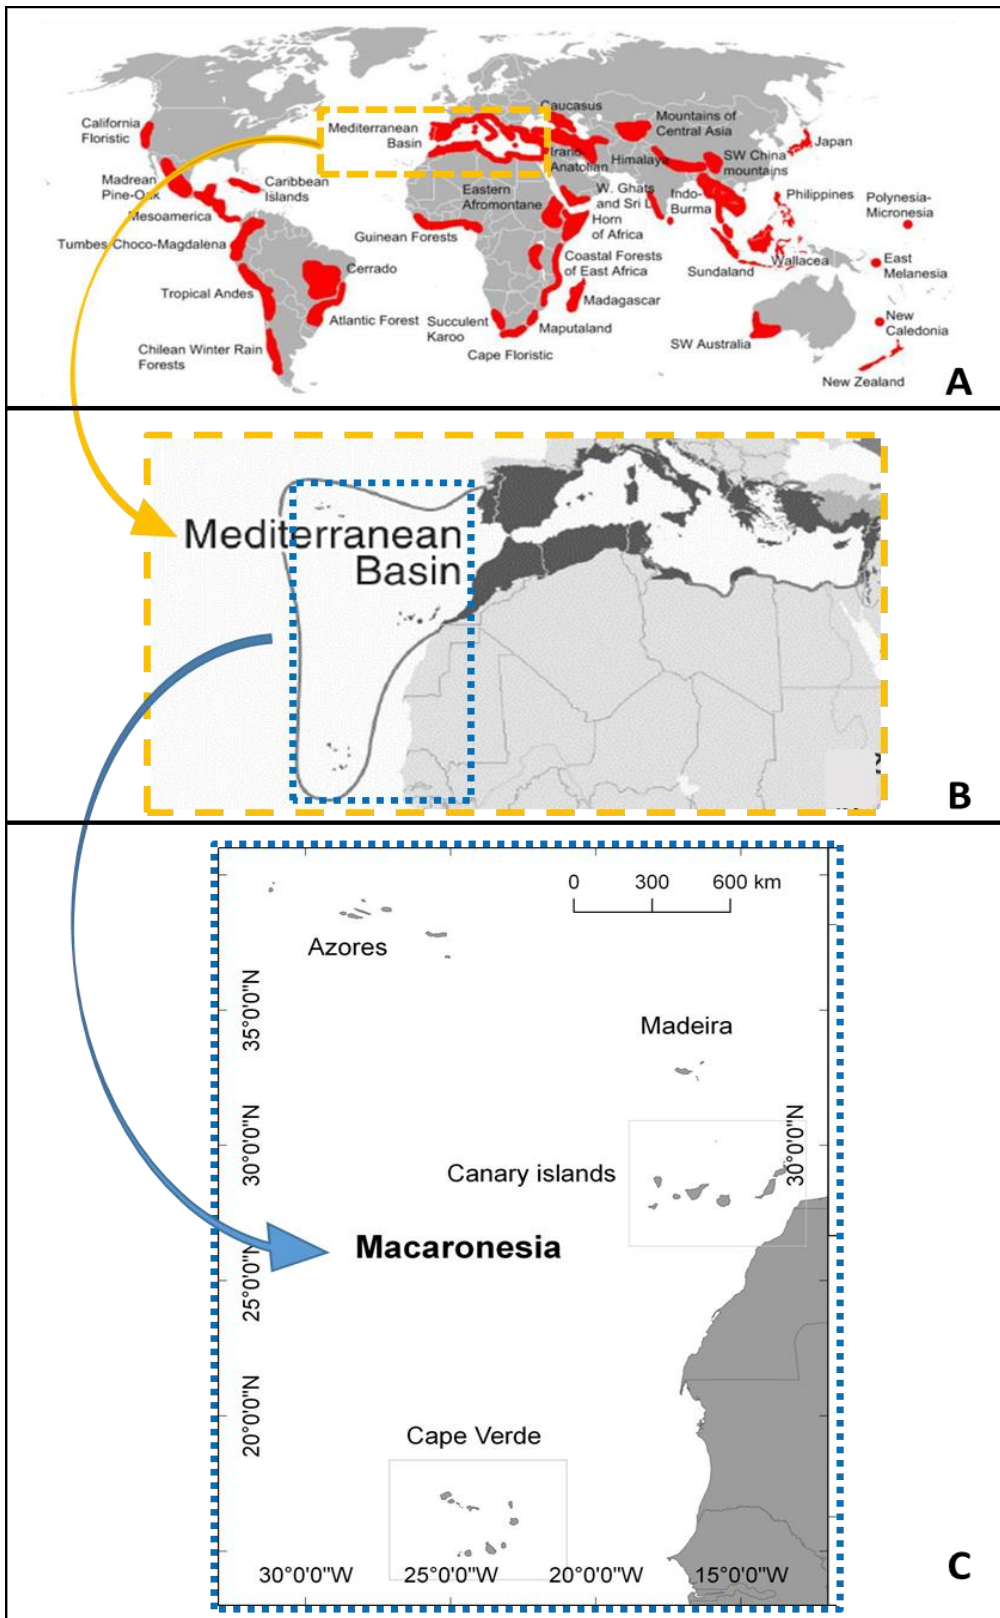 California
Floristic
Madrean
Pine-Oak
Mesoamerica
Tumbes-Choco-Magdalena
Tropical Andes
Chilean Winter Rain
Forests
Caribbean
Islands
Cerrado
Atlantic Forest
Mediterranean
Basin
Guinean Forests
Succulent
Karoo
Cape Floristic
Maputaland
Madagascar
Coastal Forests
of East Africa
Horn
of Africa
Eastern
Afromontane
Caucasus
Irano-
Anatolian
W. Ghats
and Sri L
Himalaya
Mountains of
Central Asia
SW China
mountains
Indo-
Burma
Japan
Philippines
Polynesia-
Micronesia
Sundaland
Wallacea
East
Melanesia
New
Caledonia
SW Australia
New Zealand
A
Mediterranean
Basin
B
0 300 600 km
Azores
Madeira
Canary islands
Macaronesia
Cape Verde
35°0'0"N
30°0'0"N
25°0'0"N
20°0'0"N
30°0'0"N
30°0'0"W 25°0'0"W 20°0'0"W 15°0'0"W
C